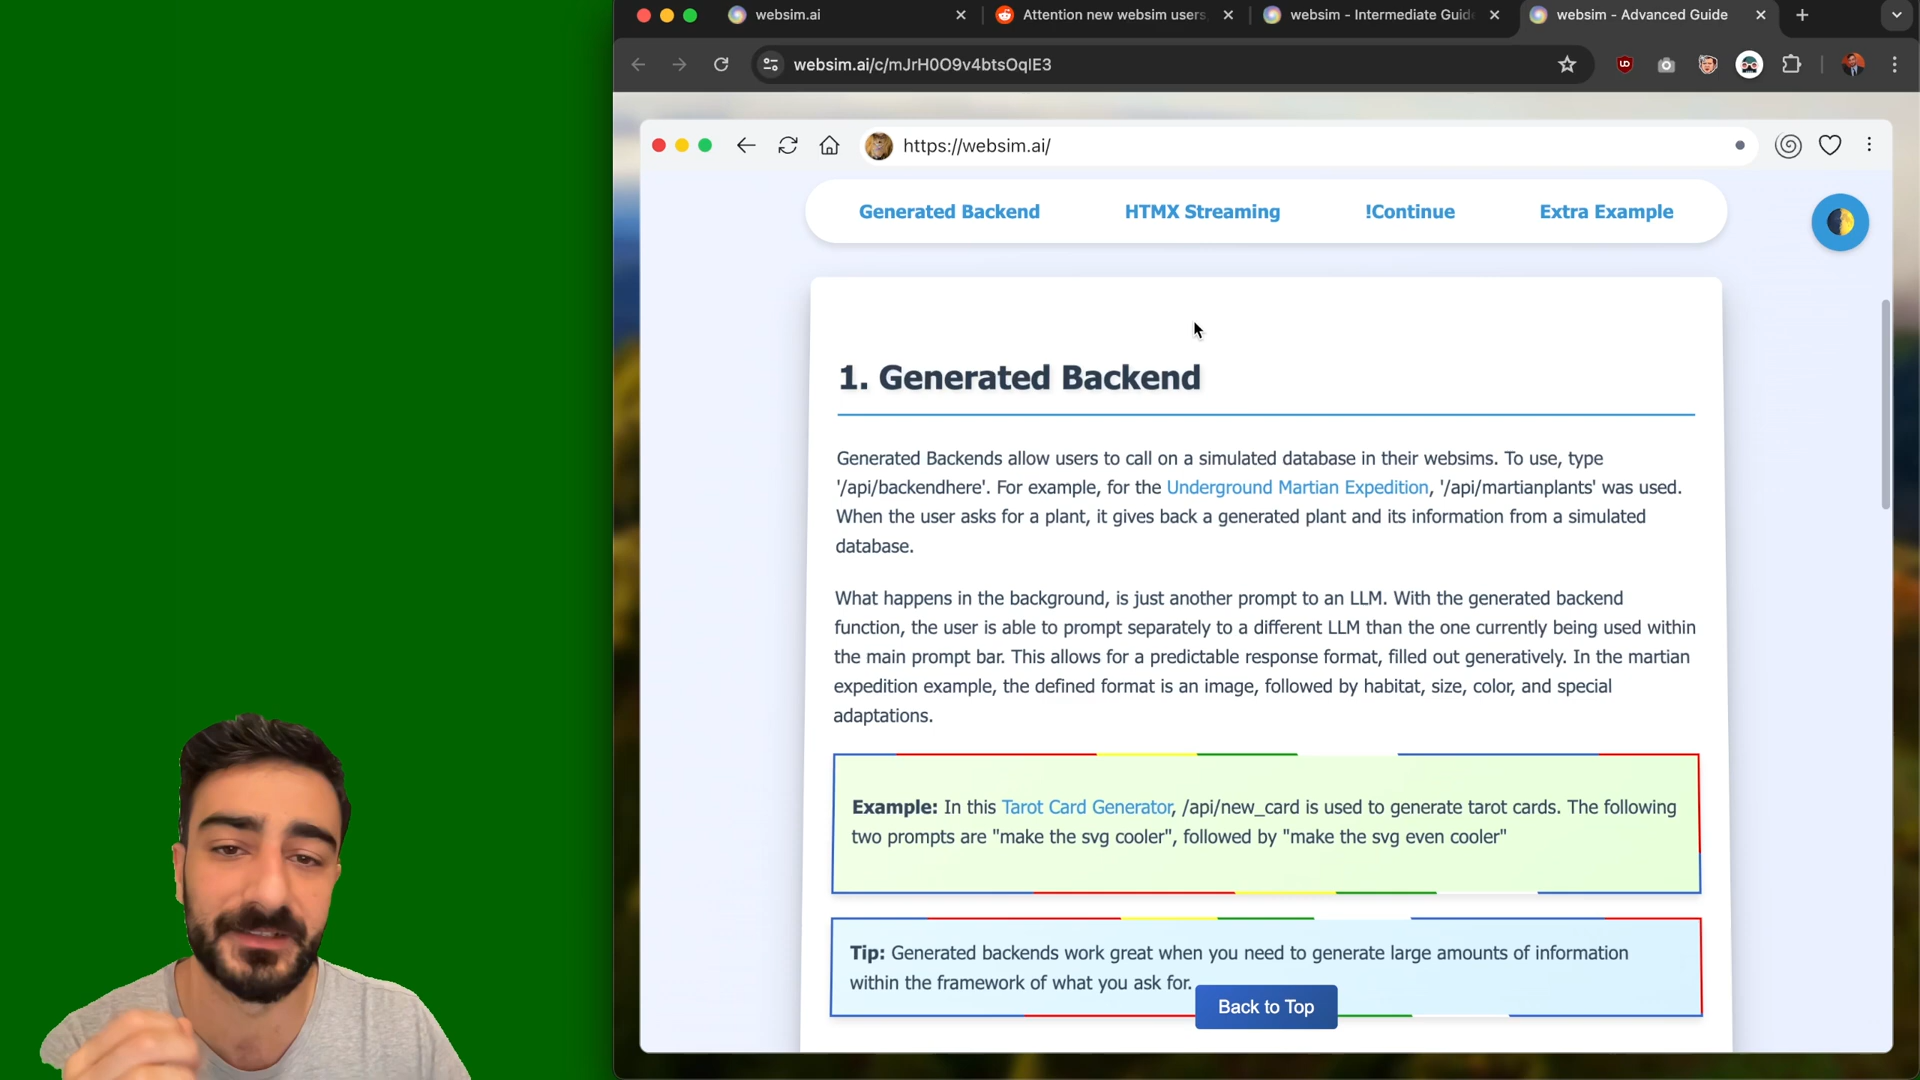 websim.ai
Attention new websim users,
websim - Intermediate Guid
websim - Advanced Guide
websim.ai/c/mJrH0O9v4btsOqIE3
https://websim.ai/
Generated Backend
HTMX Streaming
!Continue
Extra Example
1. Generated Backend
Generated Backends allow users to call on a simulated database in their websims. To use, type
'/api/backendhere'. For example, for the Underground Martian Expedition, '/api/martianplants' was used.
When the user asks for a plant, it gives back a generated plant and its information from a simulated
database.
What happens in the background, is just another prompt to an LLM. With the generated backend
function, the user is able to prompt separately to a different LLM than the one currently being used within
the main prompt bar. This allows for a predictable response format, filled out generatively. In the martian
expedition example, the defined format is an image, followed by habitat, size, color, and special
adaptations.
Example: In this Tarot Card Generator, /api/new_card is used to generate tarot cards. The following
two prompts are "make the svg cooler", followed by "make the svg even cooler"
Tip: Generated backends work great when you need to generate large amounts of information
within the framework of what you ask for.
Back to Top